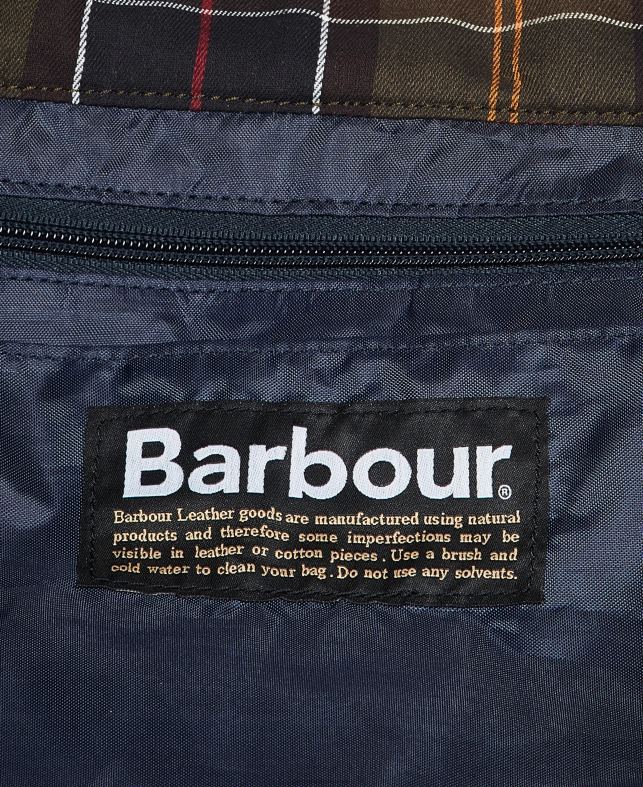 Barbour®
Barbour Leather goods are manufactured using natural
products and therefore some imperfections may be
visible in leather or cotton pieces. Use a brush and
cold water to clean your bag. Do not use any solvents.